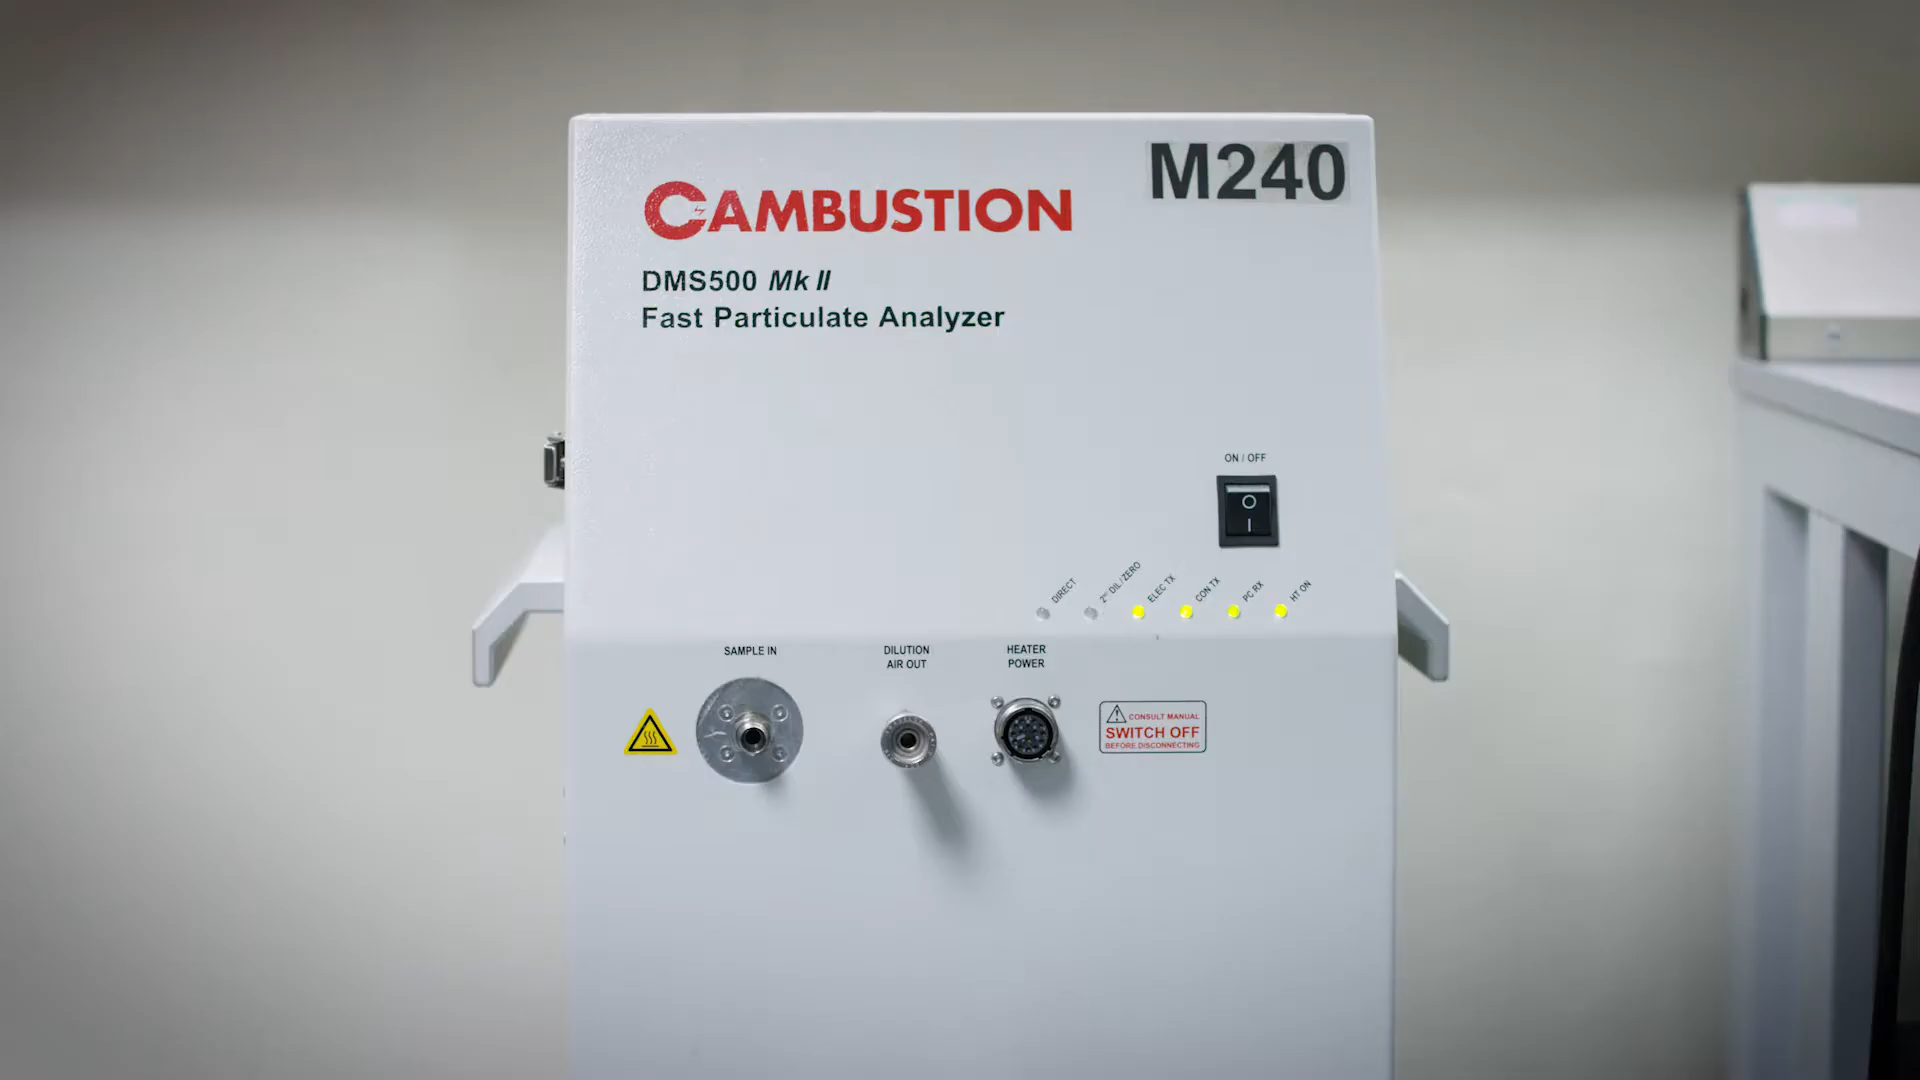 M240
CAMBUSTION
DMS500 Mk II
Fast Particulate Analyzer
ON / OFF
O
I
DIRECT
2ND DIL/ZERO
ELEC TX
CON TX
PC RX
HT ON
SAMPLE IN
DILUTION
AIR OUT
HEATER
POWER
CONSULT MANUAL
SWITCH OFF
BEFORE DISCONNECTING